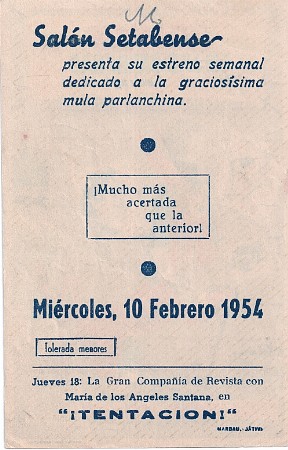 Salón Setabense
presenta su estreno semanal
dedicado a la graciosísima
mula parlanchina.
¡Mucho más
acertada
que la
anterior!
Miércoles, 10 Febrero 1954
Tolerada menores
Jueves 18: La Gran Compañía de Revista con
María de los Angeles Santana, en
"¡TENTACION!"
MARBAU.-JÁTIVA